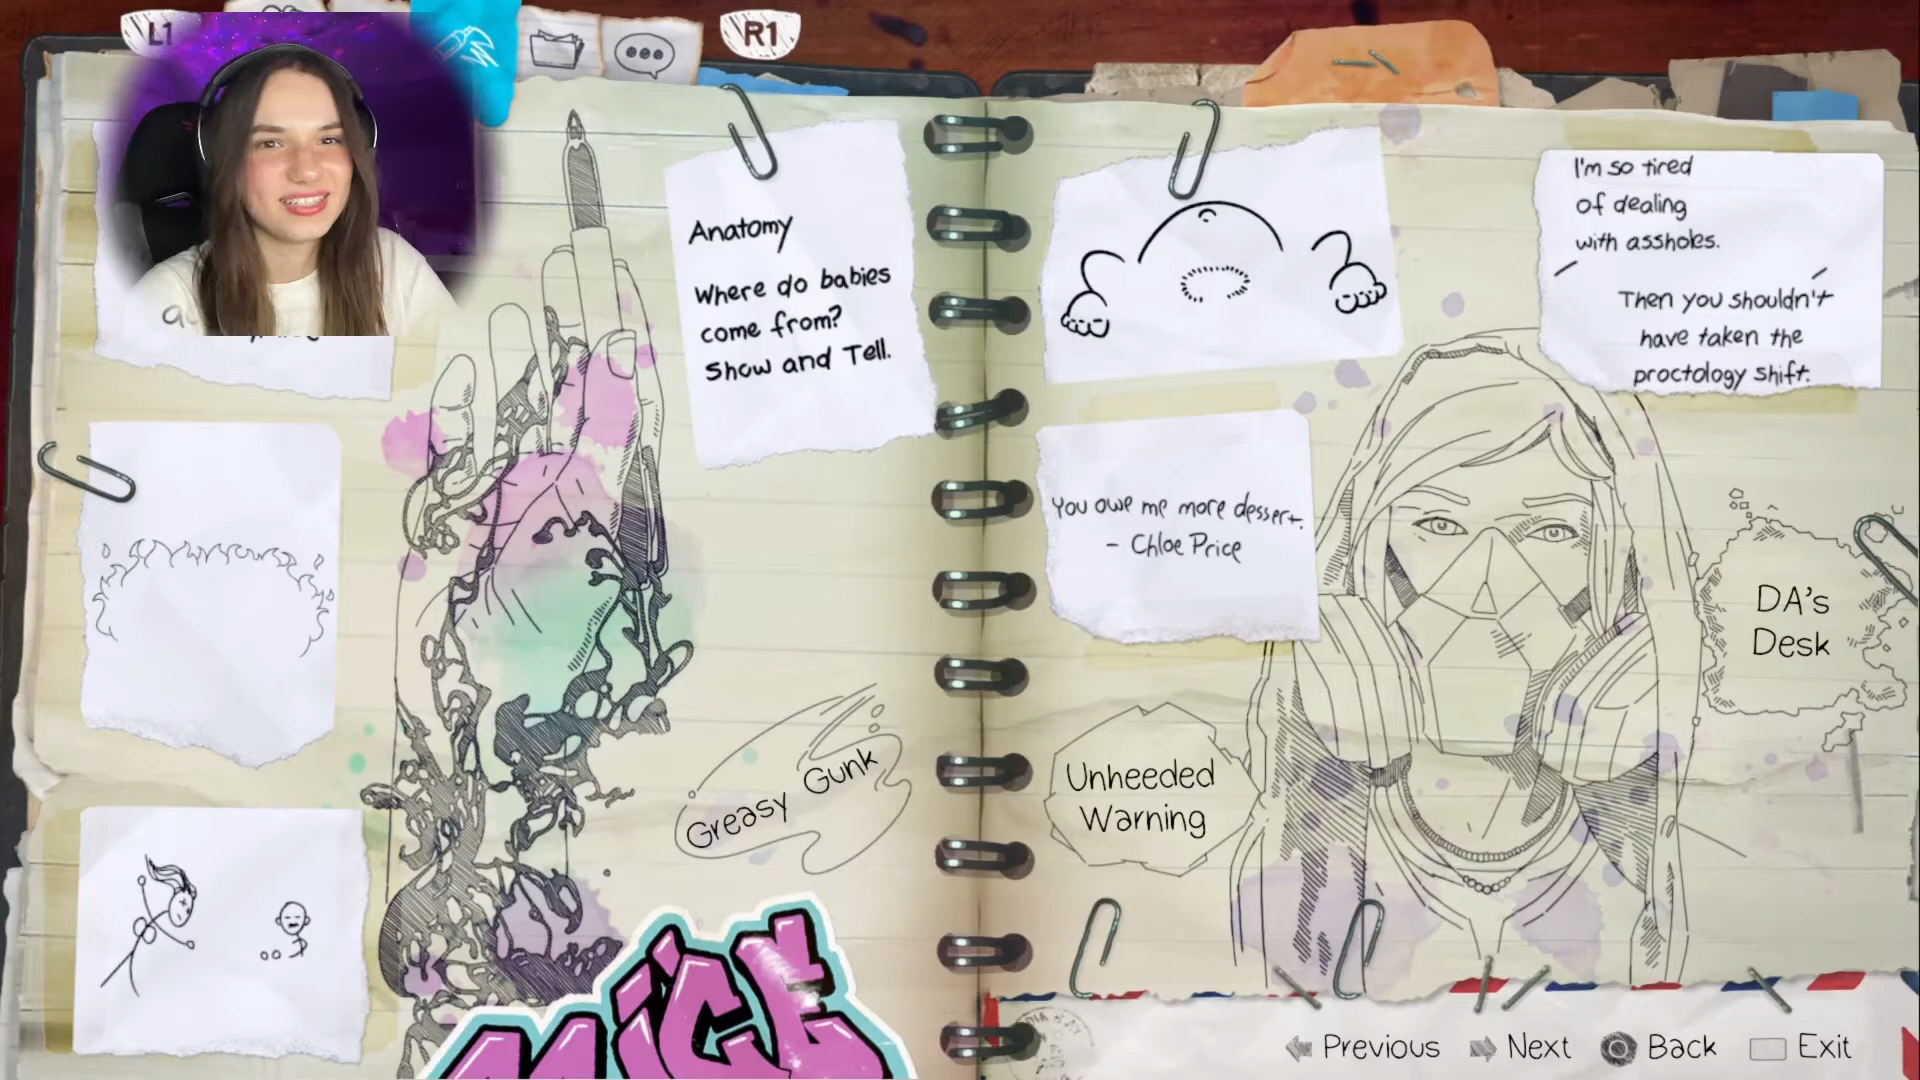 L1
R1
Anatomy
Where do babies
come from?
Show and Tell.
Greasy Gunk
NICE
I'm so tired
of dealing
with assholes.
Then you shouldn't
have taken the
proctology shift.
You owe me more dessert.
- Chloe Price
DA's
Desk
Unheeded
Warning
Previous
Next
Back
Exit